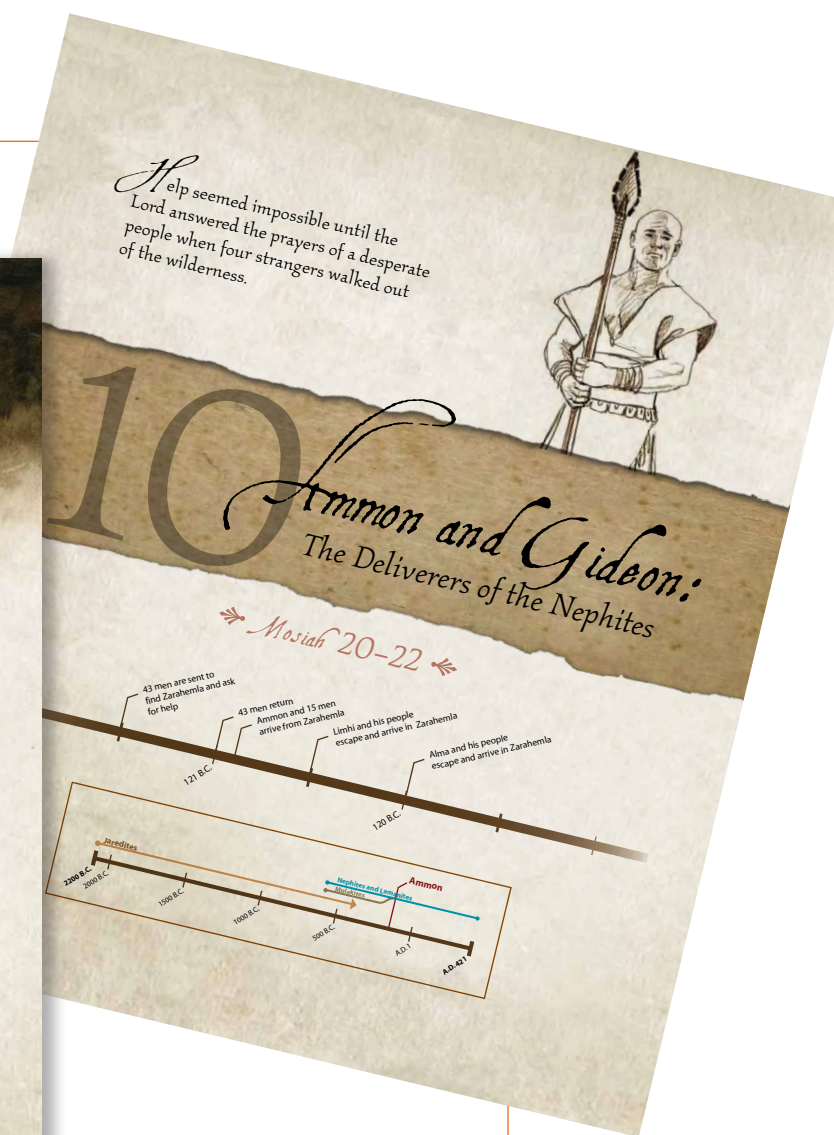 Help seemed impossible until the
Lord answered the prayers of a desperate
people when four strangers walked out
of the wilderness.
10
Ammon and Gideon:
The Deliverers of the Nephites
Mosiah 20–22
43 men are sent to
find Zarahemla and ask
for help
43 men return
Ammon and 15 men
arrive from Zarahemla
Limhi and his people
escape and arrive in Zarahemla
Alma and his people
escape and arrive in Zarahemla
121 B.C.
120 B.C.
Jaredites
Nephites and Lamanites
Mulekites
Ammon
2200 B.C.
2000 B.C.
1500 B.C.
1000 B.C.
500 B.C.
A.D. 1
A.D. 421